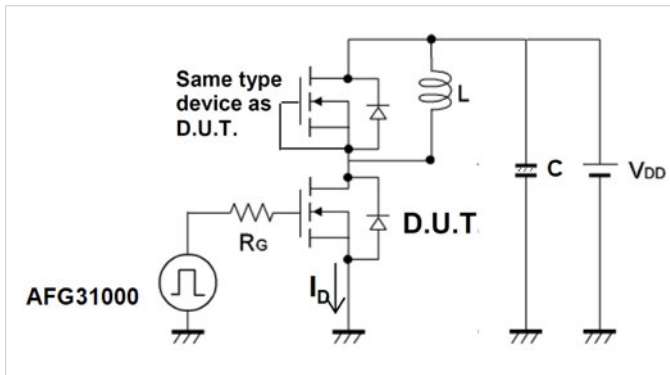 Same type
device as
D.U.T.
L
C
VDD
D.U.T.
RG
ID
AFG31000